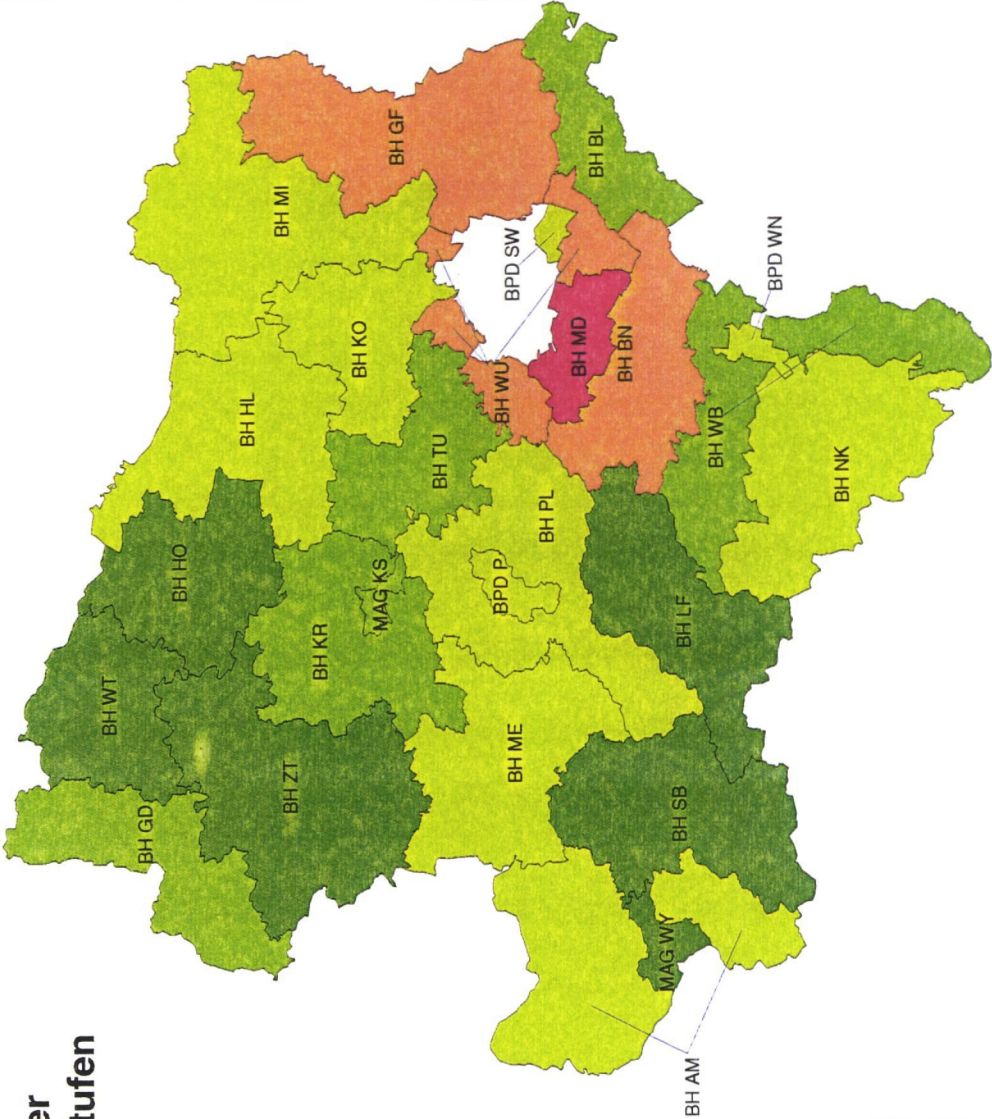 er
tufen
BH GD
BH WT
BH HO
BH ZT
BH HL
BH MI
BH KR
MAG KS
BH KO
BH GF
BH TU
BH ME
BPD P
BH PL
BH WU
BPD SW
BH MD
BH BN
BH BL
BH AM
MAG WY
BH SB
BH LF
BH WB
BPD WN
BH NK